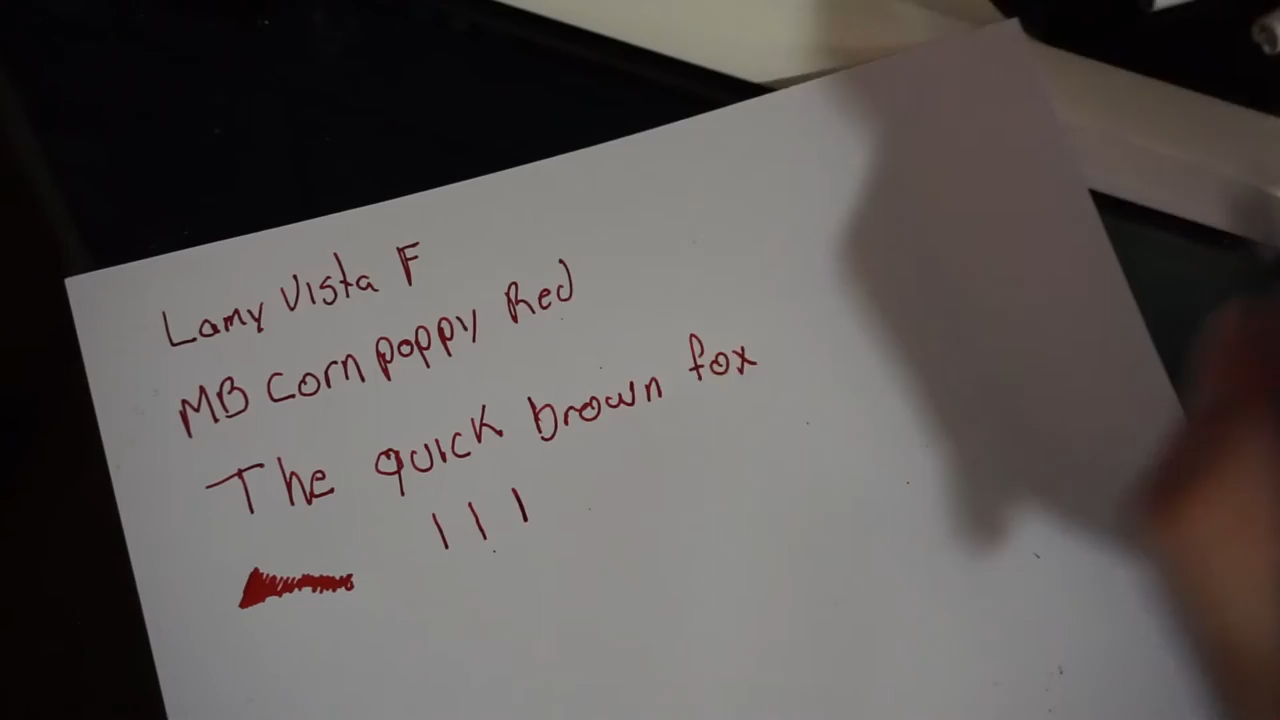 Lamy Vista F
MB Corn poppy Red
The quick brown fox
| | |